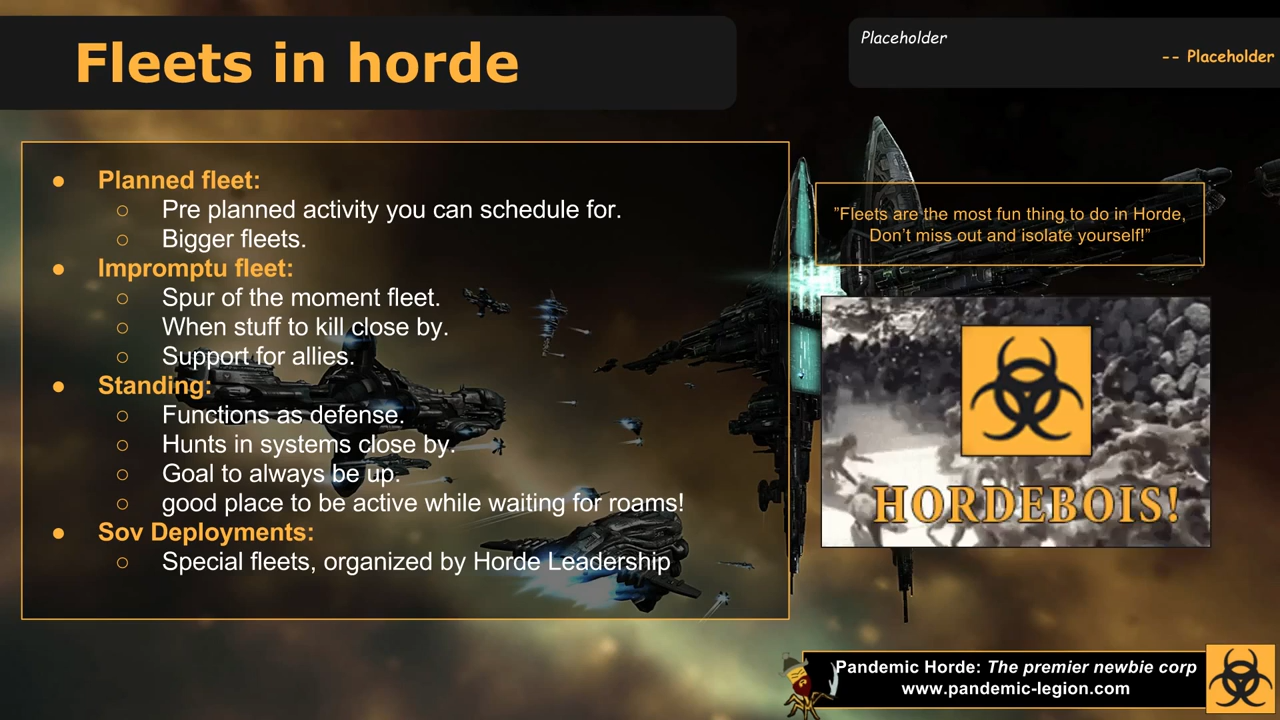 Fleets in horde
Placeholder
-- Placeholder
● Planned fleet:
○ Pre planned activity you can schedule for.
○ Bigger fleets.
● Impromptu fleet:
○ Spur of the moment fleet.
○ When stuff to kill close by.
○ Support for allies.
● Standing:
○ Functions as defense.
○ Hunts in systems close by.
○ Goal to always be up.
○ good place to be active while waiting for roams!
● Sov Deployments:
○ Special fleets, organized by Horde Leadership
”Fleets are the most fun thing to do in Horde,
Don’t miss out and isolate yourself!”
HORDEBOIS!
Pandemic Horde: The premier newbie corp
www.pandemic-legion.com